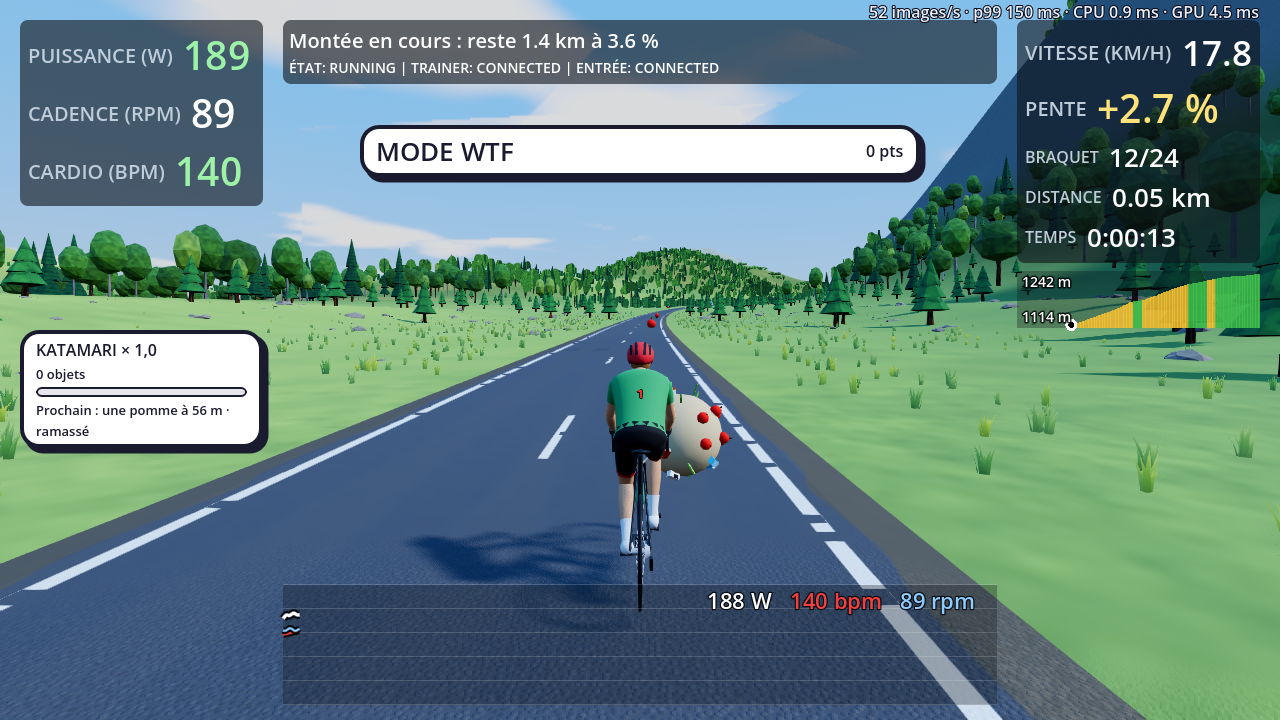 52 images/s · p99 150 ms · CPU 0.9 ms · GPU 4.5 ms
PUISSANCE (W) 189
CADENCE (RPM) 89
CARDIO (BPM) 140
Montée en cours : reste 1.4 km à 3.6 %
ÉTAT: RUNNING | TRAINER: CONNECTED | ENTRÉE: CONNECTED
MODE WTF 0 pts
VITESSE (KM/H) 17.8
PENTE +2.7 %
BRAQUET 12/24
DISTANCE 0.05 km
TEMPS 0:00:13
1242 m
1114 m
KATAMARI × 1,0
0 objets
Prochain : une pomme à 56 m ·
ramassé
1
188 W 140 bpm 89 rpm